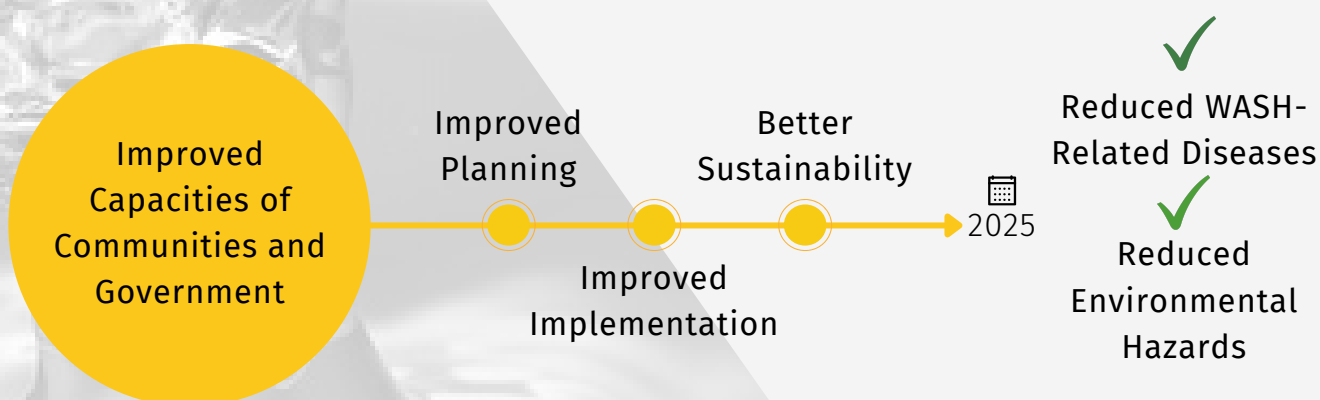 Improved
Capacities of
Communities and
Government
Improved
Planning
Improved
Implementation
Better
Sustainability
2025
Reduced WASH-
Related Diseases
Reduced
Environmental
Hazards